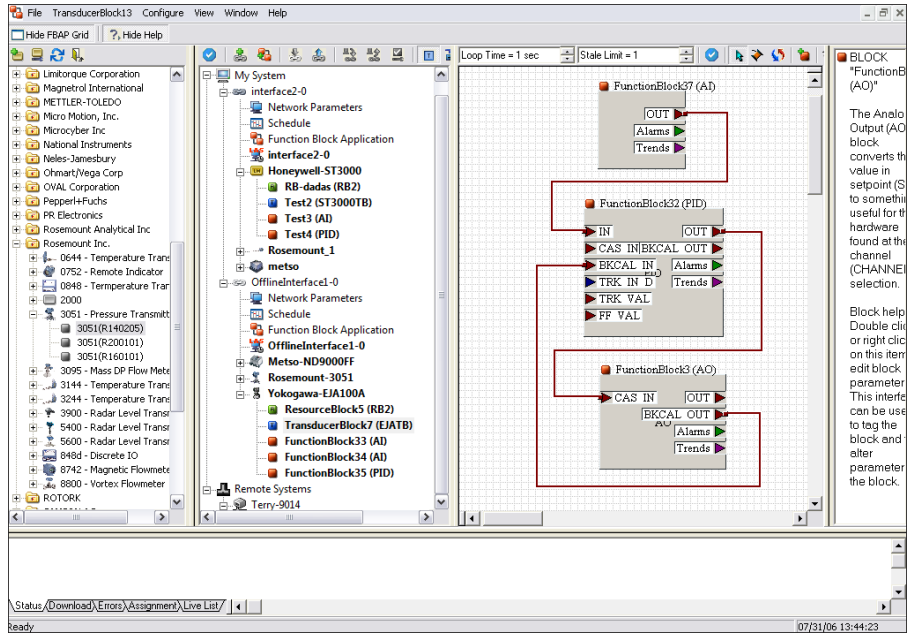 File TransducerBlock13 Configure View Window Help
Hide FBAP Grid ?, Hide Help
Loop Time = 1 sec Stale Limit = 1
Limitorque Corporation
Magnetrol International
METTLER-TOLEDO
Micro Motion, Inc.
Microcyber Inc
National Instruments
Neles-Jamesbury
Ohmart/Vega Corp
OVAL Corporation
Pepperl+Fuchs
PR Electronics
Rosemount Analytical Inc
Rosemount Inc.
0644 - Temperature Trans
0752 - Remote Indicator
0848 - Termperature Trar
2000
3051 - Pressure Transmitt
3051(R140205)
3051(R200101)
3051(R160101)
3095 - Mass DP Flow Mete
3144 - Temperature Trans
3244 - Temperature Trans
3900 - Radar Level Transr
5400 - Radar Level Transr
5600 - Radar Level Transr
848d - Discrete IO
8742 - Magnetic Flowmete
8800 - Vortex Flowmeter
ROTORK
My System
interface2-0
Network Parameters
Schedule
Function Block Application
interface2-0
Honeywell-ST3000
RB-dadas (RB2)
Test2 (ST3000TB)
Test3 (AI)
Test4 (PID)
Rosemount_1
metso
OfflineInterface1-0
Network Parameters
Schedule
Function Block Application
OfflineInterface1-0
Metso-ND9000FF
Rosemount-3051
Yokogawa-EJA100A
ResourceBlock5 (RB2)
TransducerBlock7 (EJATB)
FunctionBlock33 (AI)
FunctionBlock34 (AI)
FunctionBlock35 (PID)
Remote Systems
Terry-9014
FunctionBlock37 (AI)
OUT
Alarms
Trends
FunctionBlock32 (PID)
IN OUT
CAS IN BKCAL OUT
BKCAL IN Alarms
TRK IN D Trends
TRK VAL
FF VAL
FunctionBlock3 (AO)
CAS IN OUT
BKCAL OUT
AO Alarms
Trends
BLOCK
"FunctionB
(AO)"
The Analo
Output (AO
block
converts th
value in
setpoint (S
to somethin
useful for th
hardware
found at the
channel
(CHANNEL
selection.
Block help
Double clic
or right clic
on this item
edit block
parameter
This interfa
can be use
to tag the
block and
alter
parameter
the block.
Status Download Errors Assignment Live List
Ready 07/31/06 13:44:23